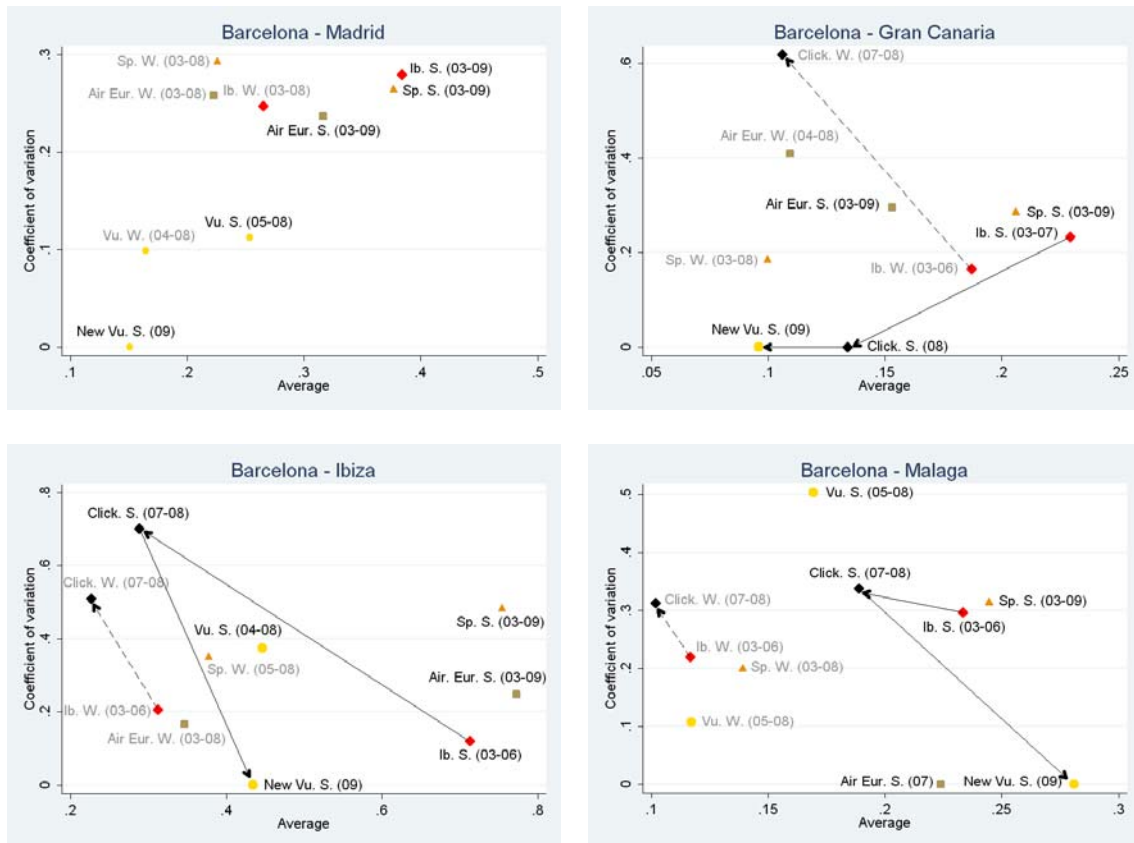 Barcelona - Madrid
Coefficient of variation
.3
.2
.1
0
Sp. W. (03-08)
Ib. S. (03-09)
Air Eur. W. (03-08)
Ib. W. (03-08)
Sp. S. (03-09)
Air Eur. S. (03-09)
Vu. S. (05-08)
Vu. W. (04-08)
New Vu. S. (09)
.1 .2 .3 .4 .5
Average
Barcelona - Gran Canaria
Coefficient of variation
.6
.4
.2
0
Click. W. (07-08)
Air Eur. W. (04-08)
Air Eur. S. (03-09)
Sp. S. (03-09)
Ib. S. (03-07)
Sp. W. (03-08)
Ib. W. (03-06)
New Vu. S. (09)
Click. S. (08)
.05 .1 .15 .2 .25
Average
Barcelona - Ibiza
Coefficient of variation
.8
.6
.4
.2
0
Click. S. (07-08)
Click. W. (07-08)
Sp. S. (03-09)
Vu. S. (04-08)
Sp. W. (05-08)
Air. Eur. S. (03-09)
Ib. W. (03-06)
Air Eur. W. (03-08)
Ib. S. (03-06)
New Vu. S. (09)
.2 .4 .6 .8
Average
Barcelona - Malaga
Coefficient of variation
.5
.4
.3
.2
.1
0
Vu. S. (05-08)
Click. S. (07-08)
Click. W. (07-08)
Sp. S. (03-09)
Ib. S. (03-06)
Ib. W. (03-06)
Sp. W. (03-08)
Vu. W. (05-08)
Air Eur. S. (07)
New Vu. S. (09)
.1 .15 .2 .25 .3
Average